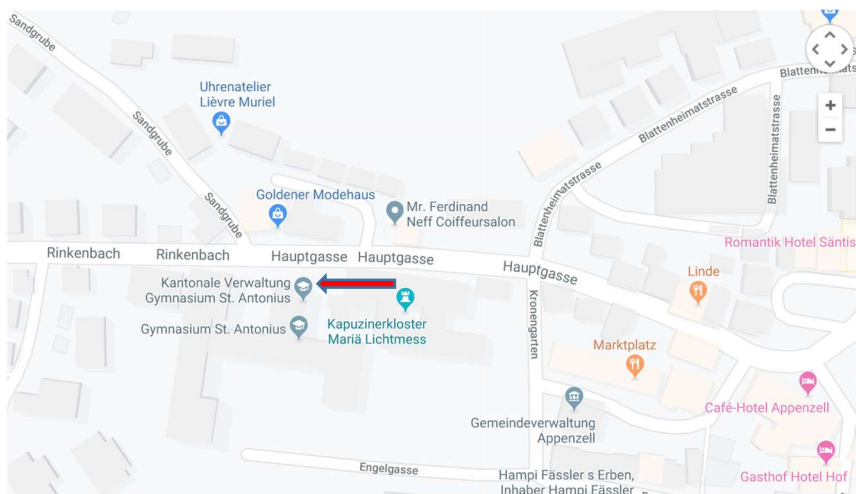 Sandgrube
Uhrenatelier
Lièvre Muriel
Sandgrube
Blattenheimatstrasse
Blattenheimatstrasse
Blattenheimatstrasse
Sandgrube
Goldener Modehaus
Mr. Ferdinand
Neff Coiffeursalon
Blattenheimatstrasse
Romantik Hotel Säntis
Rinkenbach
Rinkenbach
Hauptgasse
Hauptgasse
Hauptgasse
Linde
Kantonale Verwaltung
Gymnasium St. Antonius
Gymnasium St. Antonius
Kapuzinerkloster
Mariä Lichtmess
Kronengarten
Marktplatz
Café-Hotel Appenzell
Gemeindeverwaltung
Appenzell
Engelgasse
Hampi Fässler s Erben,
Inhaber Hampi Fässler
Gasthof Hotel Hof
+
−